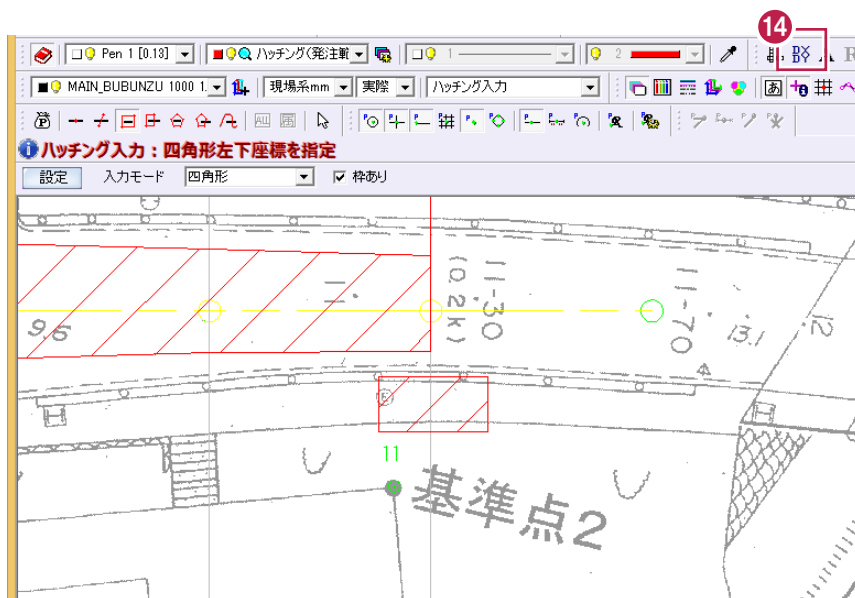 14
Pen 1 [0.13]
ハッチング(発注範
1
2
MAIN_BUBUNZU 1000 1.
現場系mm
実際
ハッチング入力
あ
ハッチング入力：四角形左下座標を指定
設定
入力モード
四角形
枠あり
11-30
(0.2k)
11-70
13.1
12
11
基準点2